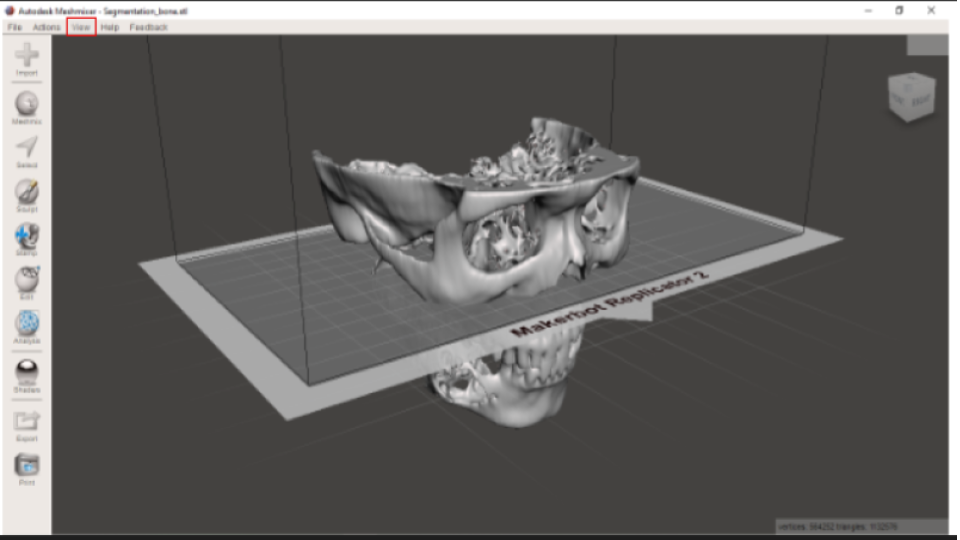 Autodesk Meshmixer - Segmentation_bone.stl
File Actions View Help Feedback
Import
Meshmix
Select
Sculpt
Stamp
Edit
Analysis
Shaders
Export
Print
RIGHT
Makerbot Replicator 2
vertices: 564252 triangles: 1132576